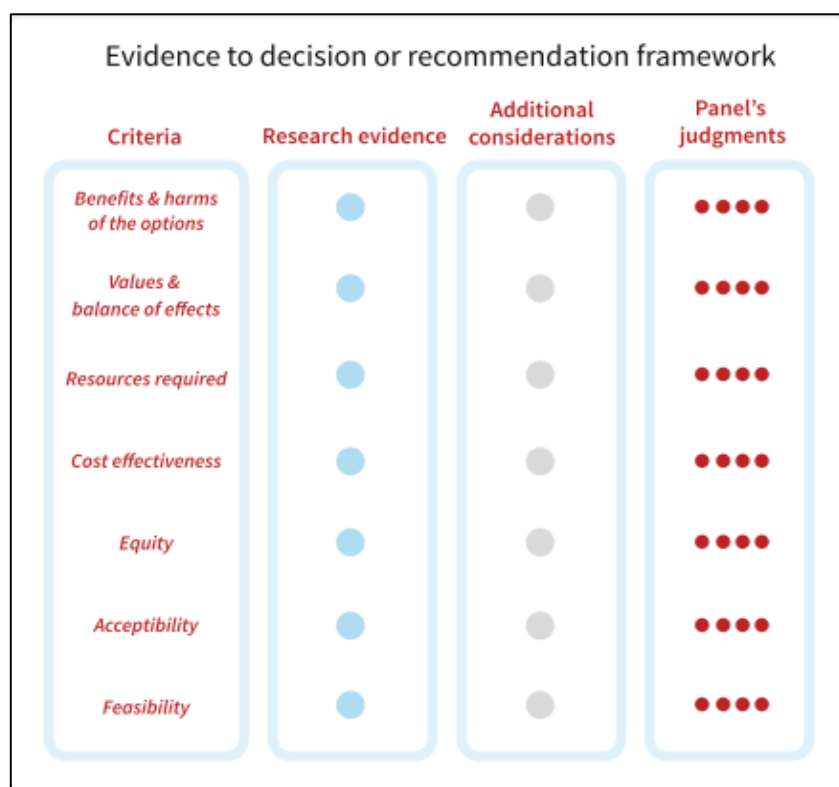 Evidence to decision or recommendation framework
Criteria
Research evidence
Additional
considerations
Panel's
judgments
Benefits & harms
of the options
Values &
balance of effects
Resources required
Cost effectiveness
Equity
Acceptibility
Feasibility